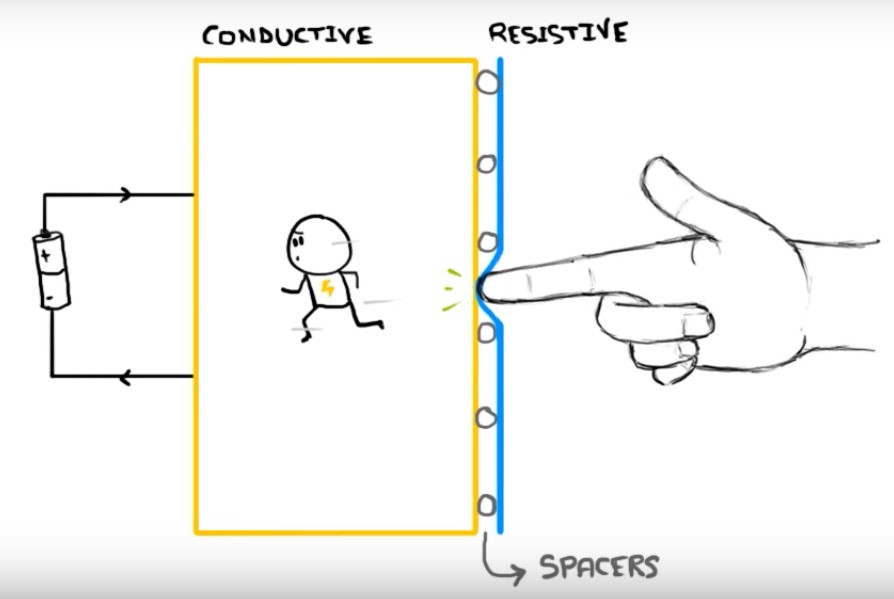 CONDUCTIVE
RESISTIVE
+
-
SPACERS